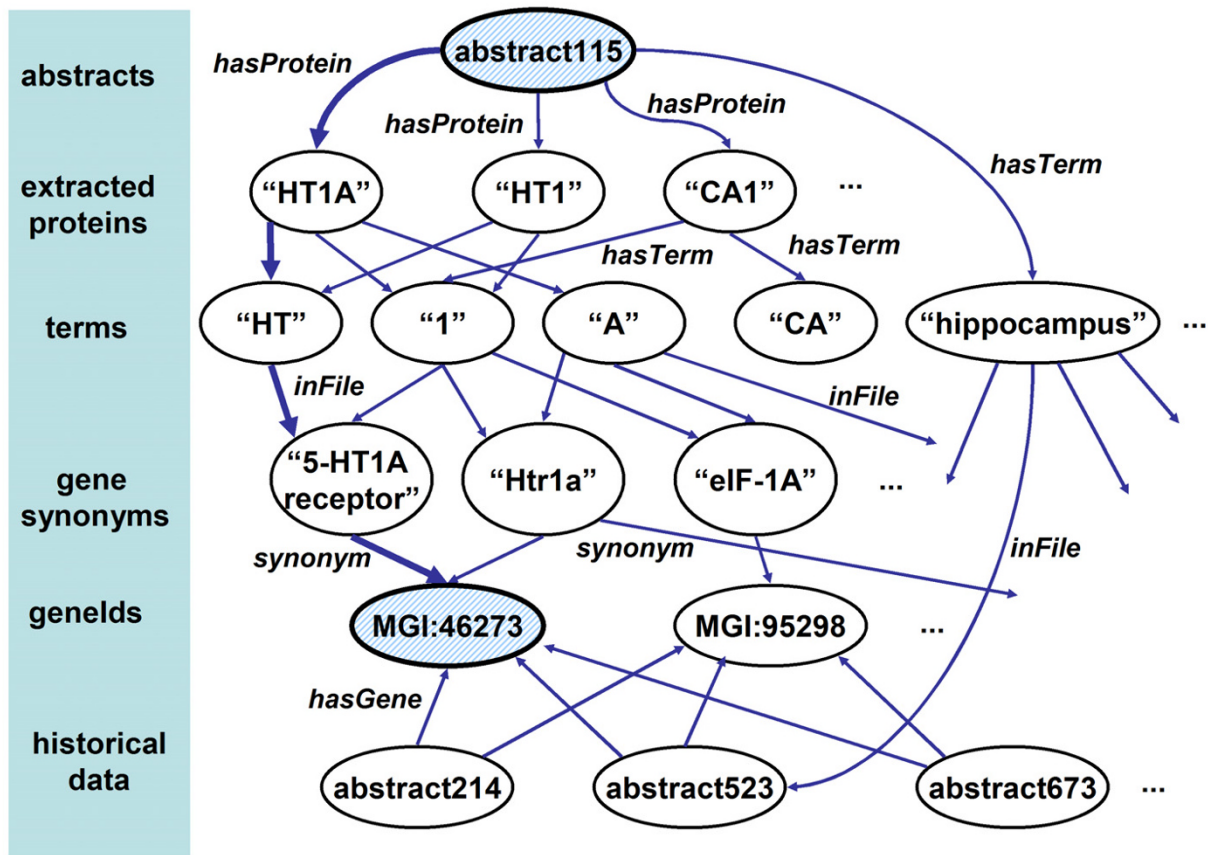 abstracts
abstract115
hasProtein
hasProtein
hasProtein
hasTerm
extracted
proteins
“HT1A”
“HT1”
“CA1”
...
hasTerm
hasTerm
terms
“HT”
“1”
“A”
“CA”
“hippocampus”
...
inFile
inFile
gene
synonyms
“5-HT1A
receptor”
“Htr1a”
“eIF-1A”
...
synonym
synonym
inFile
geneIds
MGI:46273
MGI:95298
...
hasGene
historical
data
abstract214
abstract523
abstract673
...